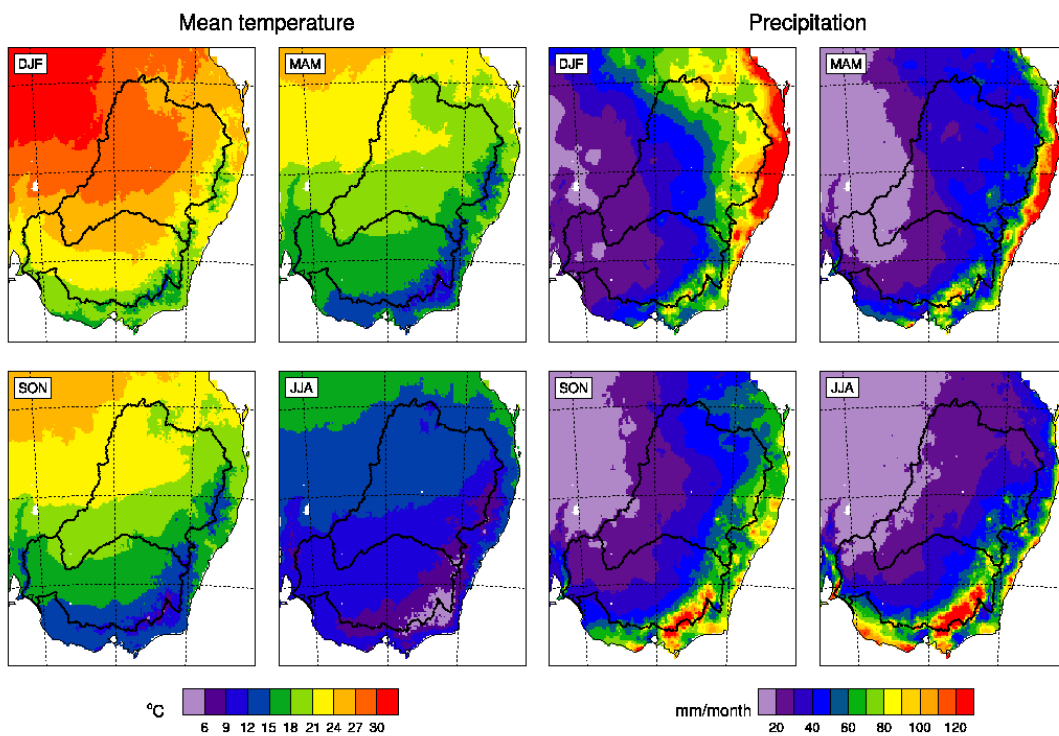 Mean temperature
Precipitation
DJF
MAM
DJF
MAM
SON
JJA
SON
JJA
°C
6 9 12 15 18 21 24 27 30
mm/month
20 40 60 80 100 120